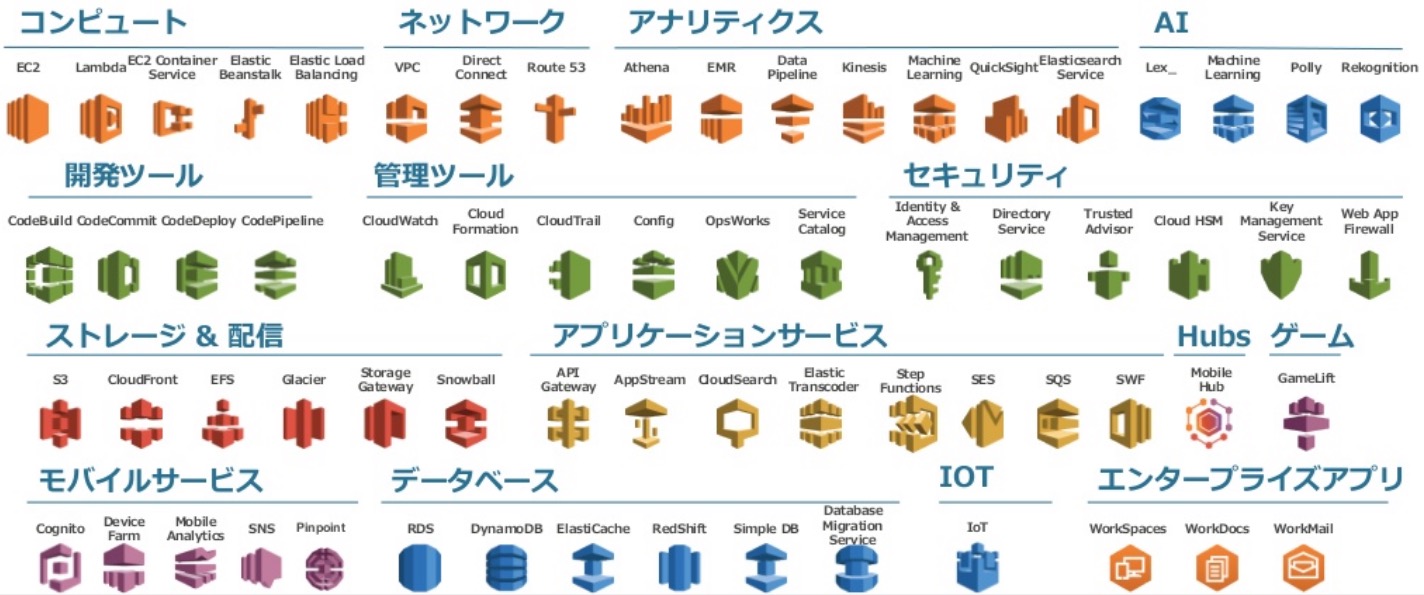 コンピュート
ネットワーク
アナリティクス
AI
EC2
Lambda
EC2 Container
Service
Elastic
Beanstalk
Elastic Load
Balancing
VPC
Direct
Connect
Route 53
Athena
EMR
Data
Pipeline
Kinesis
Machine
Learning
QuickSight
Elasticsearch
Service
Lex_
Machine
Learning
Polly
Rekognition
開発ツール
管理ツール
セキュリティ
CodeBuild
CodeCommit
CodeDeploy
CodePipeline
CloudWatch
Cloud
Formation
CloudTrail
Config
OpsWorks
Service
Catalog
Identity &
Access
Management
Directory
Service
Trusted
Advisor
Cloud HSM
Key
Management
Service
Web App
Firewall
ストレージ & 配信
アプリケーションサービス
Hubs
ゲーム
S3
CloudFront
EFS
Glacier
Storage
Gateway
Snowball
API
Gateway
AppStream
CloudSearch
Elastic
Transcoder
Step
Functions
SES
SQS
SWF
Mobile
Hub
GameLift
モバイルサービス
データベース
IOT
エンタープライズアプリ
Cognito
Device
Farm
Mobile
Analytics
SNS
Pinpoint
RDS
DynamoDB
ElastiCache
RedShift
Simple DB
Database
Migration
Service
IoT
WorkSpaces
WorkDocs
WorkMail